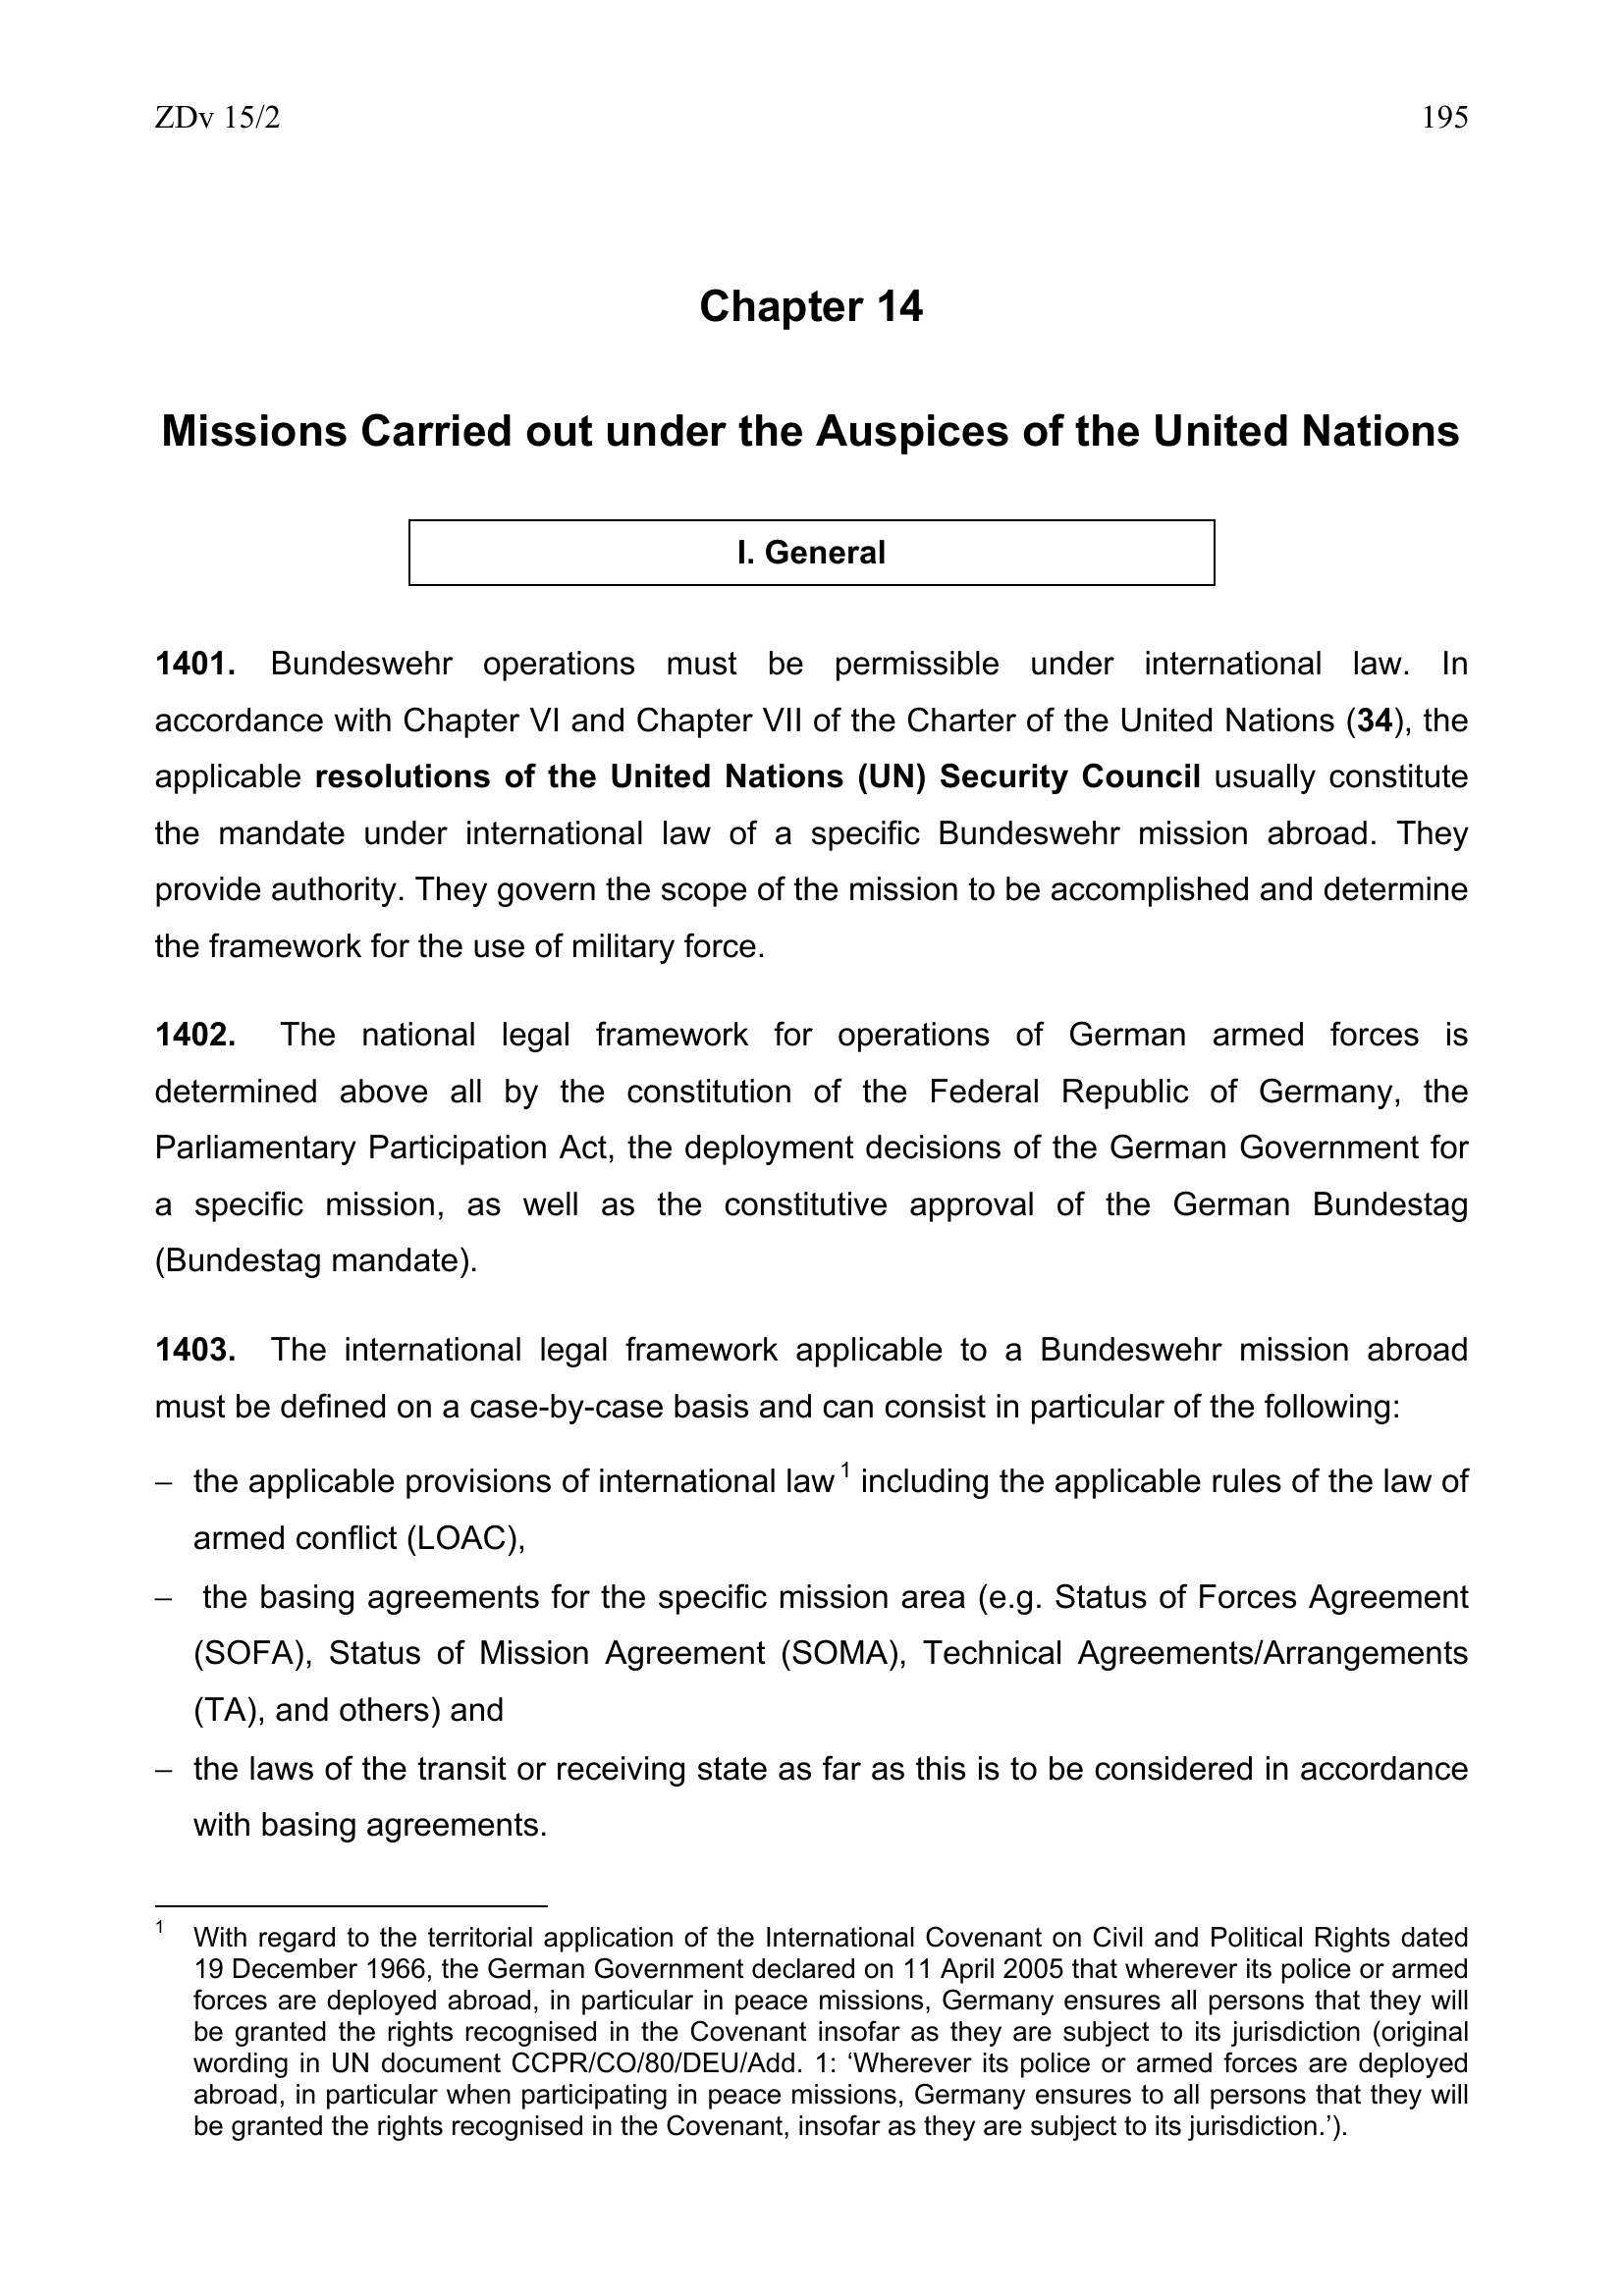 ZDv 15/2 195
Chapter 14
Missions Carried out under the Auspices of the United Nations
I. General
1401. Bundeswehr operations must be permissible under international law. In
accordance with Chapter VI and Chapter VII of the Charter of the United Nations (34), the
applicable resolutions of the United Nations (UN) Security Council usually constitute
the mandate under international law of a specific Bundeswehr mission abroad. They
provide authority. They govern the scope of the mission to be accomplished and determine
the framework for the use of military force.
1402. The national legal framework for operations of German armed forces is
determined above all by the constitution of the Federal Republic of Germany, the
Parliamentary Participation Act, the deployment decisions of the German Government for
a specific mission, as well as the constitutive approval of the German Bundestag
(Bundestag mandate).
1403. The international legal framework applicable to a Bundeswehr mission abroad
must be defined on a case-by-case basis and can consist in particular of the following:
– the applicable provisions of international law 1 including the applicable rules of the law of
armed conflict (LOAC),
– the basing agreements for the specific mission area (e.g. Status of Forces Agreement
(SOFA), Status of Mission Agreement (SOMA), Technical Agreements/Arrangements
(TA), and others) and
– the laws of the transit or receiving state as far as this is to be considered in accordance
with basing agreements.
1 With regard to the territorial application of the International Covenant on Civil and Political Rights dated
19 December 1966, the German Government declared on 11 April 2005 that wherever its police or armed
forces are deployed abroad, in particular in peace missions, Germany ensures all persons that they will
be granted the rights recognised in the Covenant insofar as they are subject to its jurisdiction (original
wording in UN document CCPR/CO/80/DEU/Add. 1: ‘Wherever its police or armed forces are deployed
abroad, in particular when participating in peace missions, Germany ensures to all persons that they will
be granted the rights recognised in the Covenant, insofar as they are subject to its jurisdiction.’).